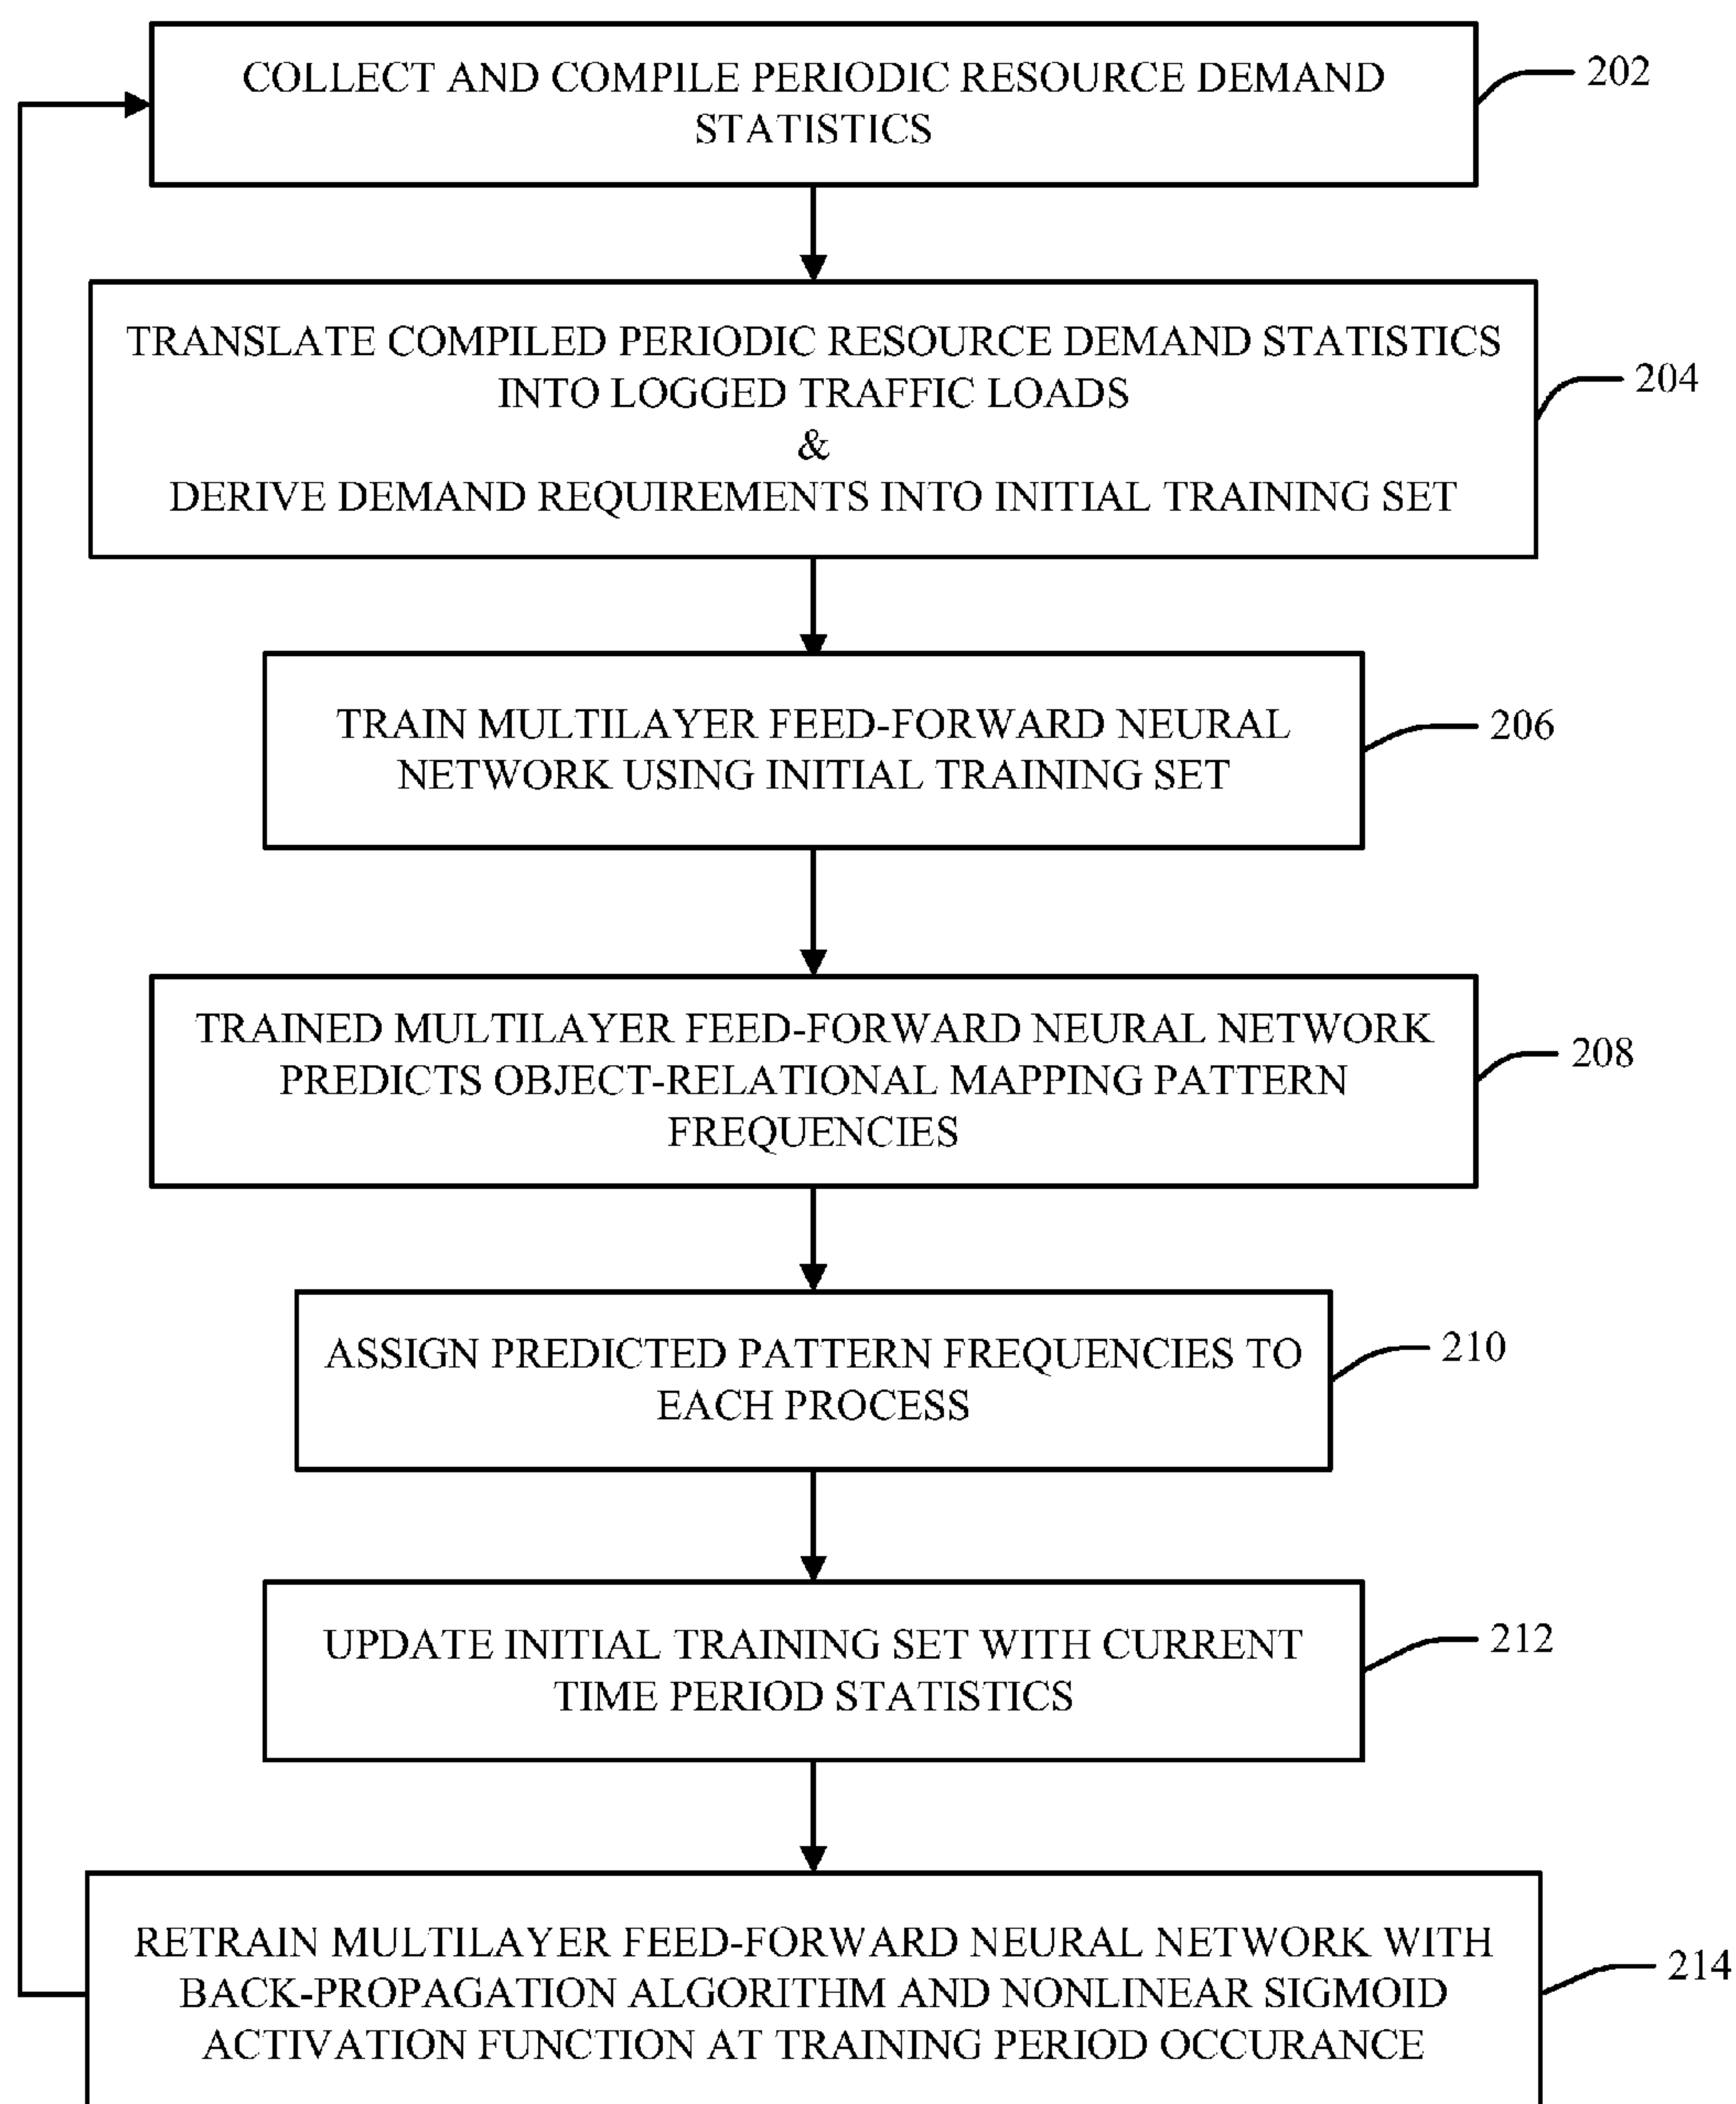 COLLECT AND COMPILE PERIODIC RESOURCE DEMAND
STATISTICS
202
TRANSLATE COMPILED PERIODIC RESOURCE DEMAND STATISTICS
INTO LOGGED TRAFFIC LOADS
&
DERIVE DEMAND REQUIREMENTS INTO INITIAL TRAINING SET
204
TRAIN MULTILAYER FEED-FORWARD NEURAL
NETWORK USING INITIAL TRAINING SET
206
TRAINED MULTILAYER FEED-FORWARD NEURAL NETWORK
PREDICTS OBJECT-RELATIONAL MAPPING PATTERN
FREQUENCIES
208
ASSIGN PREDICTED PATTERN FREQUENCIES TO
EACH PROCESS
210
UPDATE INITIAL TRAINING SET WITH CURRENT
TIME PERIOD STATISTICS
212
RETRAIN MULTILAYER FEED-FORWARD NEURAL NETWORK WITH
BACK-PROPAGATION ALGORITHM AND NONLINEAR SIGMOID
ACTIVATION FUNCTION AT TRAINING PERIOD OCCURANCE
214